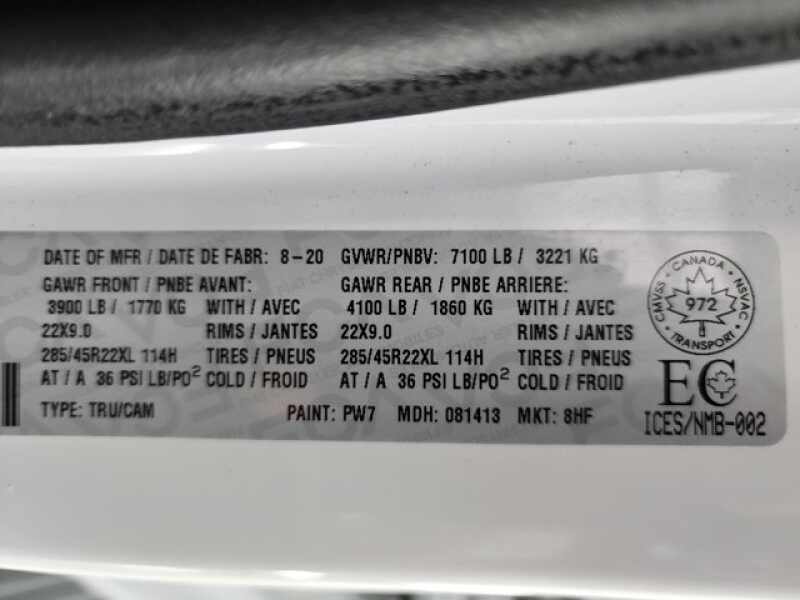 DATE OF MFR / DATE DE FABR: 8-20 GVWR/PNBV: 7100 LB / 3221 KG
GAWR FRONT / PNBE AVANT: GAWR REAR / PNBE ARRIERE:
3900 LB / 1770 KG WITH / AVEC 4100 LB / 1860 KG WITH / AVEC
22X9.0 RIMS / JANTES 22X9.0 RIMS / JANTES
285/45R22XL 114H TIRES / PNEUS 285/45R22XL 114H TIRES / PNEUS
AT / A 36 PSI LB/PO² COLD / FROID AT / A 36 PSI LB/PO² COLD / FROID
TYPE: TRU/CAM PAINT: PW7 MDH: 081413 MKT: 8HF
CANADA
CMVSS 972 NSVAC
TRANSPORT
EC
ICES/NMB-002